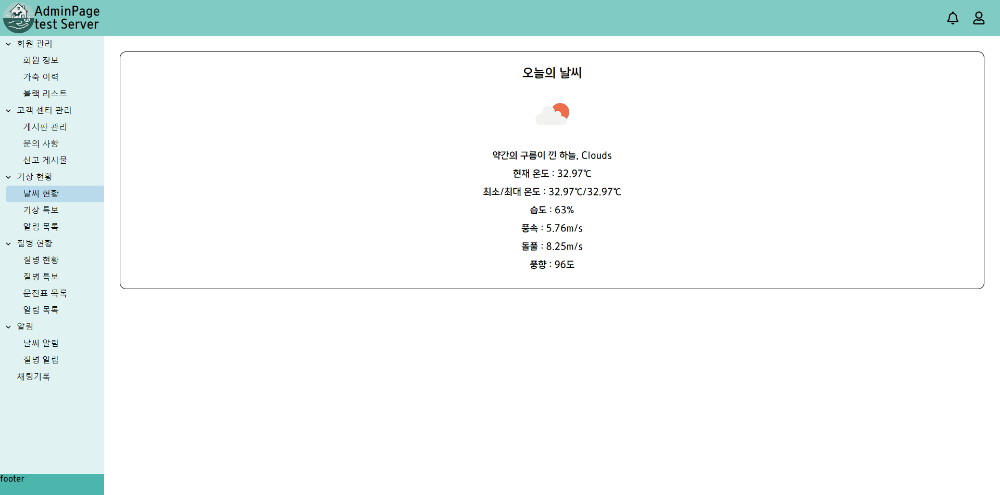 AdminPage
test Server
회원 관리
회원 정보
가축 이력
블랙 리스트
고객 센터 관리
게시판 관리
문의 사항
신고 게시물
기상 현황
날씨 현황
기상 특보
알림 목록
질병 현황
질병 현황
질병 특보
문진표 목록
알림 목록
알림
날씨 알림
질병 알림
채팅기록
footer
오늘의 날씨
약간의 구름이 낀 하늘, Clouds
현재 온도 : 32.97℃
최소/최대 온도 : 32.97℃/32.97℃
습도 : 63%
풍속 : 5.76m/s
돌풀 : 8.25m/s
풍향 : 96도